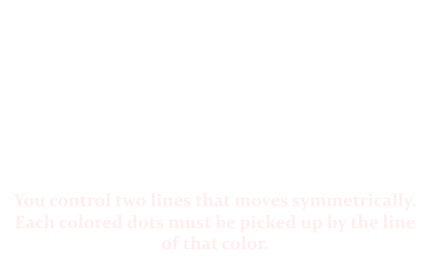 You control two lines that moves symmetrically.
Each colored dots must be picked up by the line
of that color.